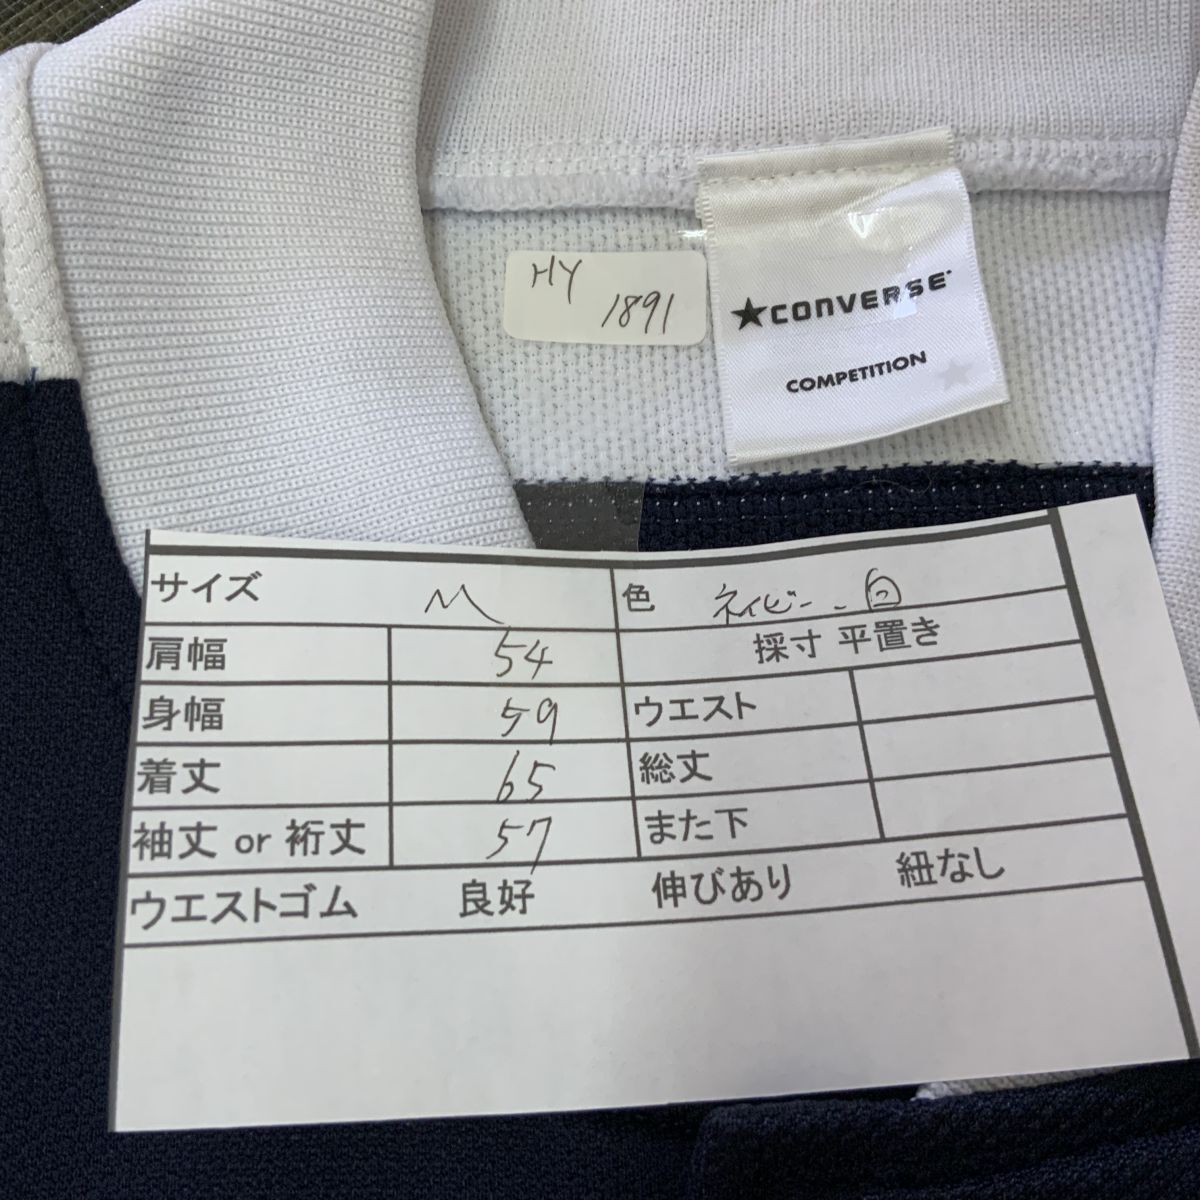 HY
1891
★CONVERSE
COMPETITION
サイズ M 色 ネイビー、白
肩幅 54 採寸 平置き
身幅 59 ウエスト
着丈 65 総丈
袖丈 or 裄丈 57 また下
ウエストゴム 良好 伸びあり 紐なし